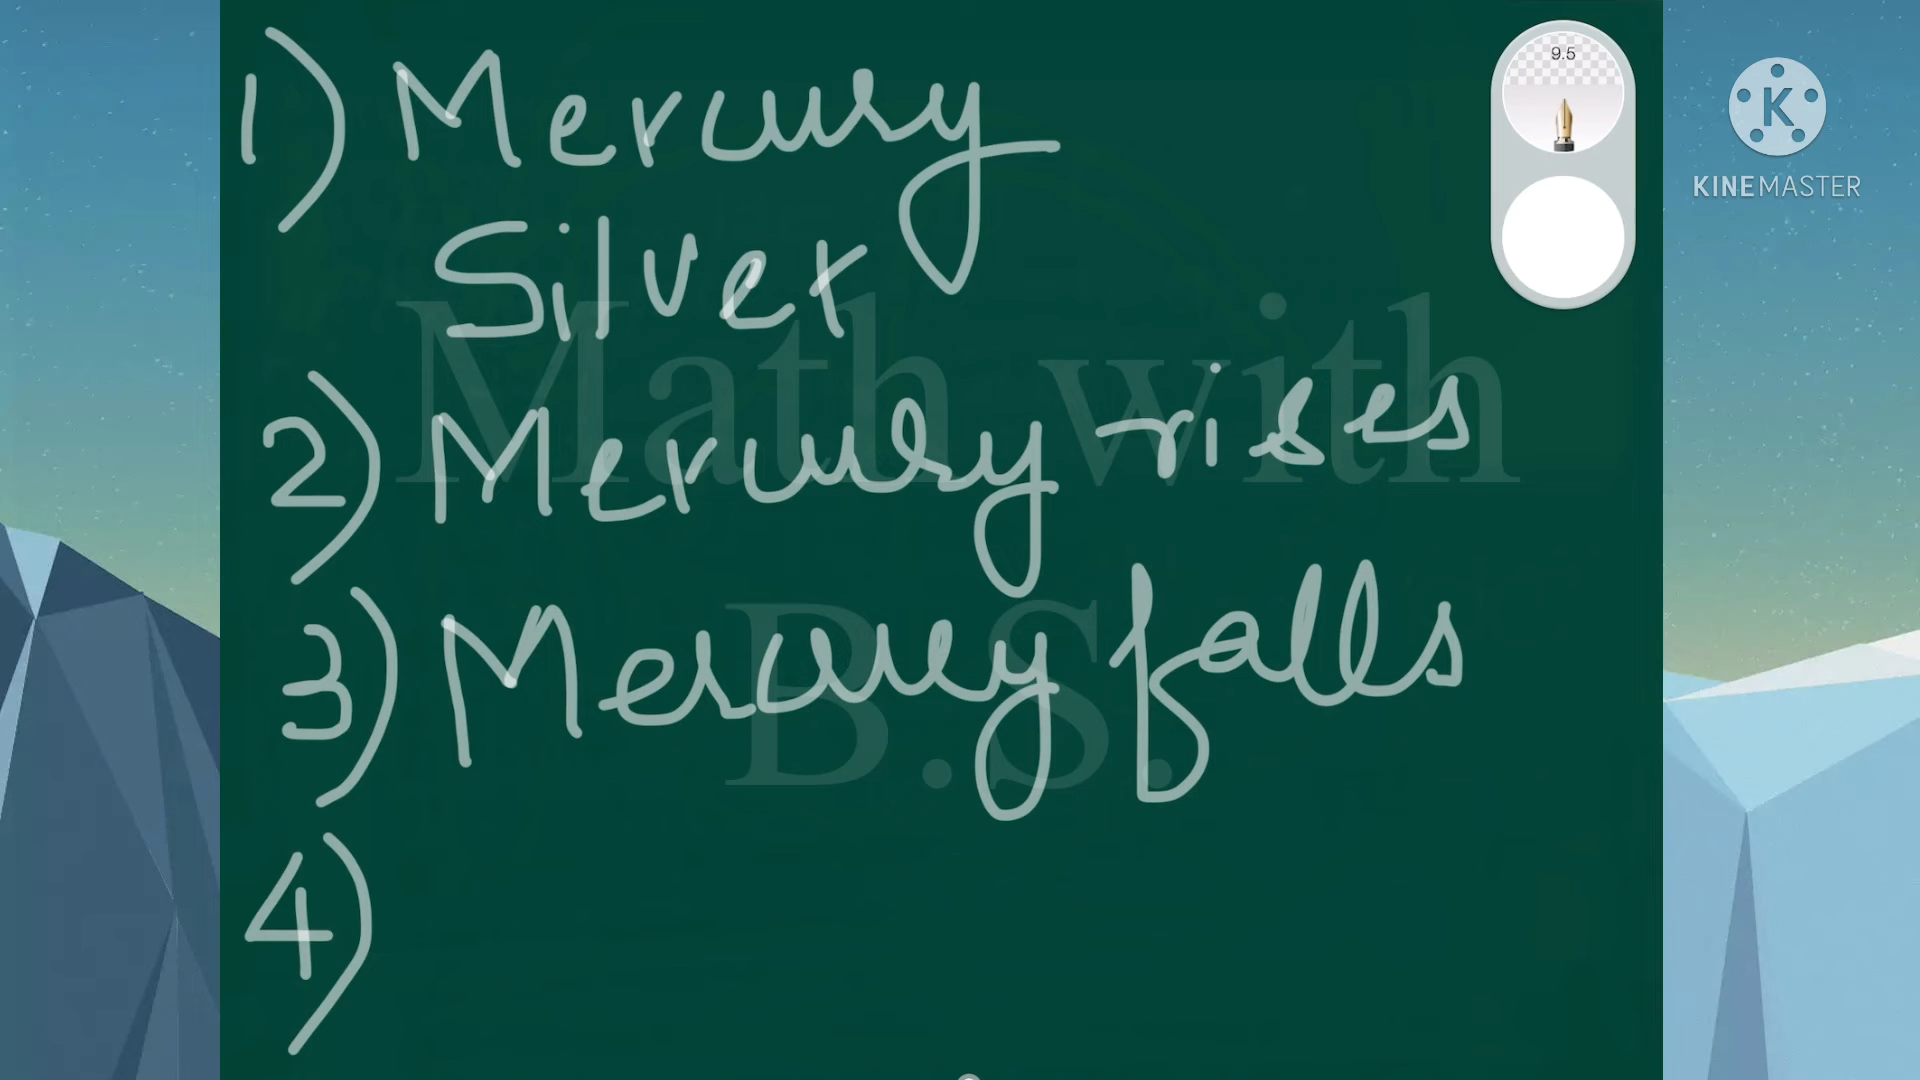 1) Mercury
Silver
2) Mercury rises
3) Mercury falls
4)
Math with
B.S.
9.5
K
KINEMASTER